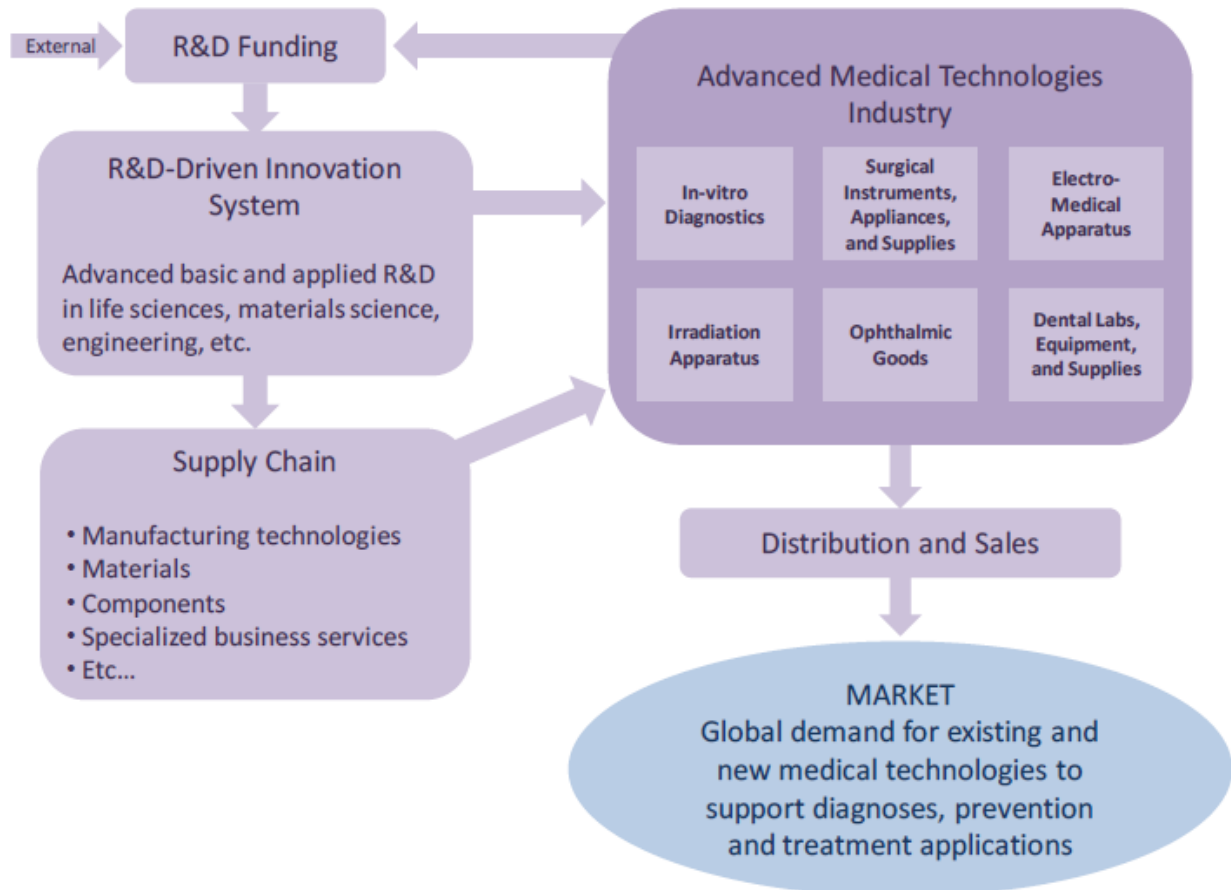 External
R&D Funding
R&D-Driven Innovation
System
Advanced basic and applied R&D
in life sciences, materials science,
engineering, etc.
Supply Chain
• Manufacturing technologies
• Materials
• Components
• Specialized business services
• Etc...
Advanced Medical Technologies
Industry
In-vitro
Diagnostics
Surgical
Instruments,
Appliances,
and Supplies
Electro-
Medical
Apparatus
Irradiation
Apparatus
Ophthalmic
Goods
Dental Labs,
Equipment,
and Supplies
Distribution and Sales
MARKET
Global demand for existing and
new medical technologies to
support diagnoses, prevention
and treatment applications